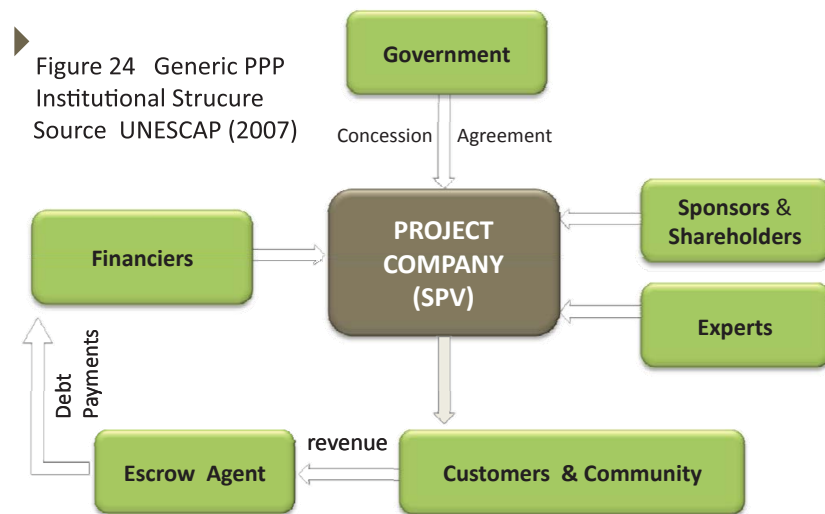 Figure 24 Generic PPP
Institutional Strucure
Source UNESCAP (2007)
Government
Concession Agreement
Sponsors &
Shareholders
PROJECT
COMPANY
(SPV)
Financiers
Experts
Debt
Payments
revenue
Escrow Agent
Customers & Community